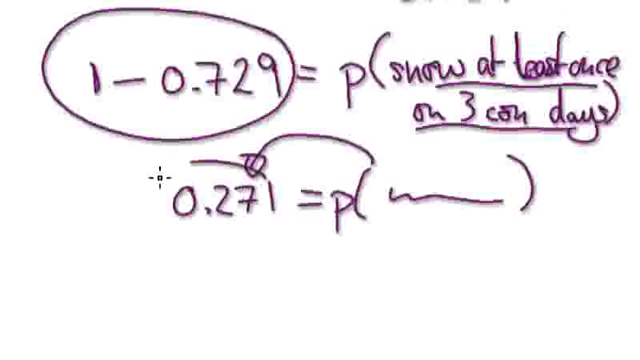 1 - 0.729 = p(snow at least once
on 3 con days)
0.271 = p( )